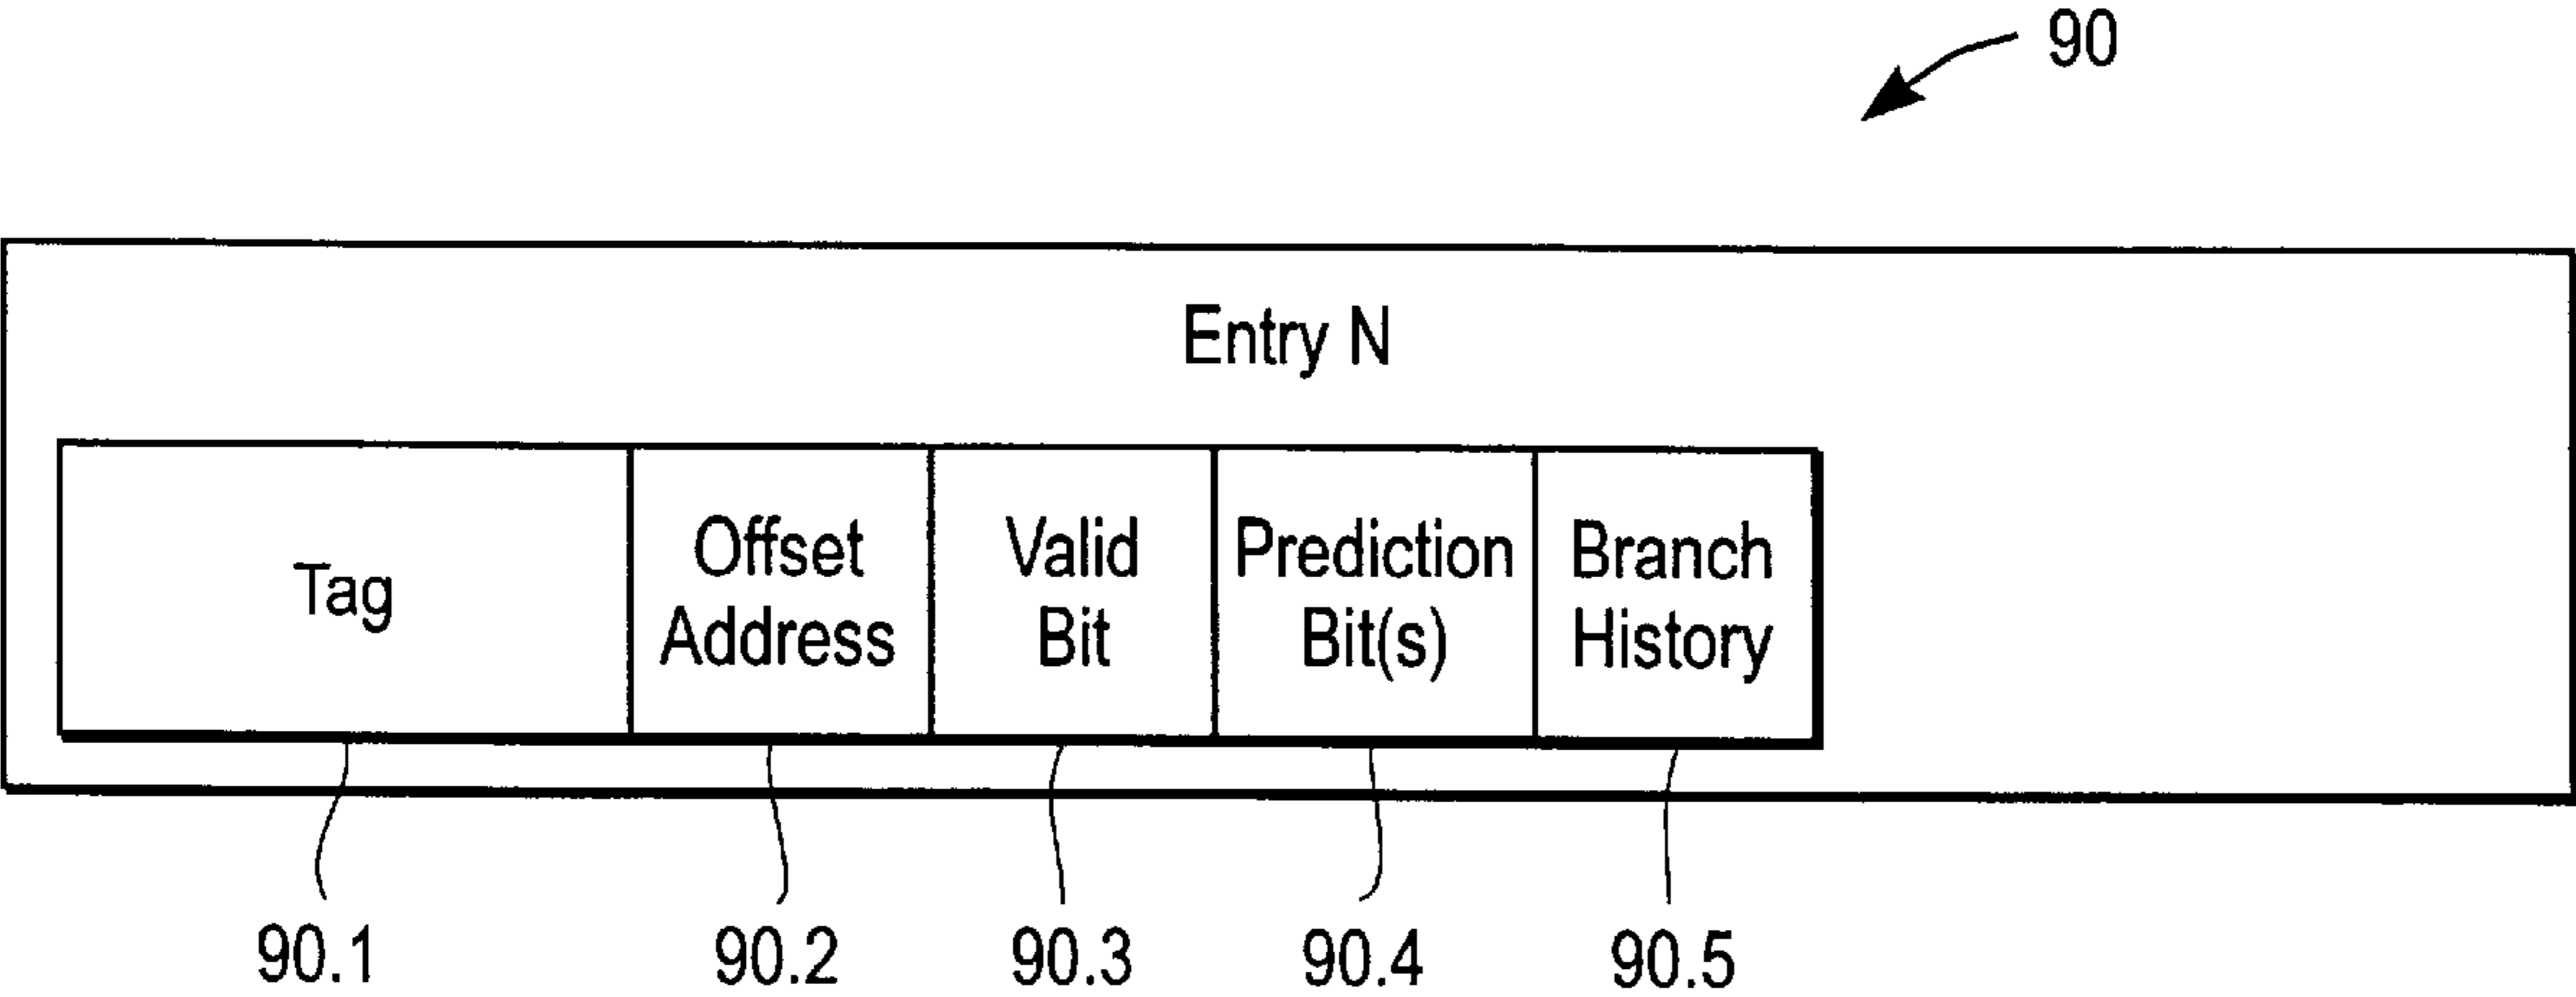 90
Entry N
Tag
Offset
Address
Valid
Bit
Prediction
Bit(s)
Branch
History
90.1
90.2
90.3
90.4
90.5